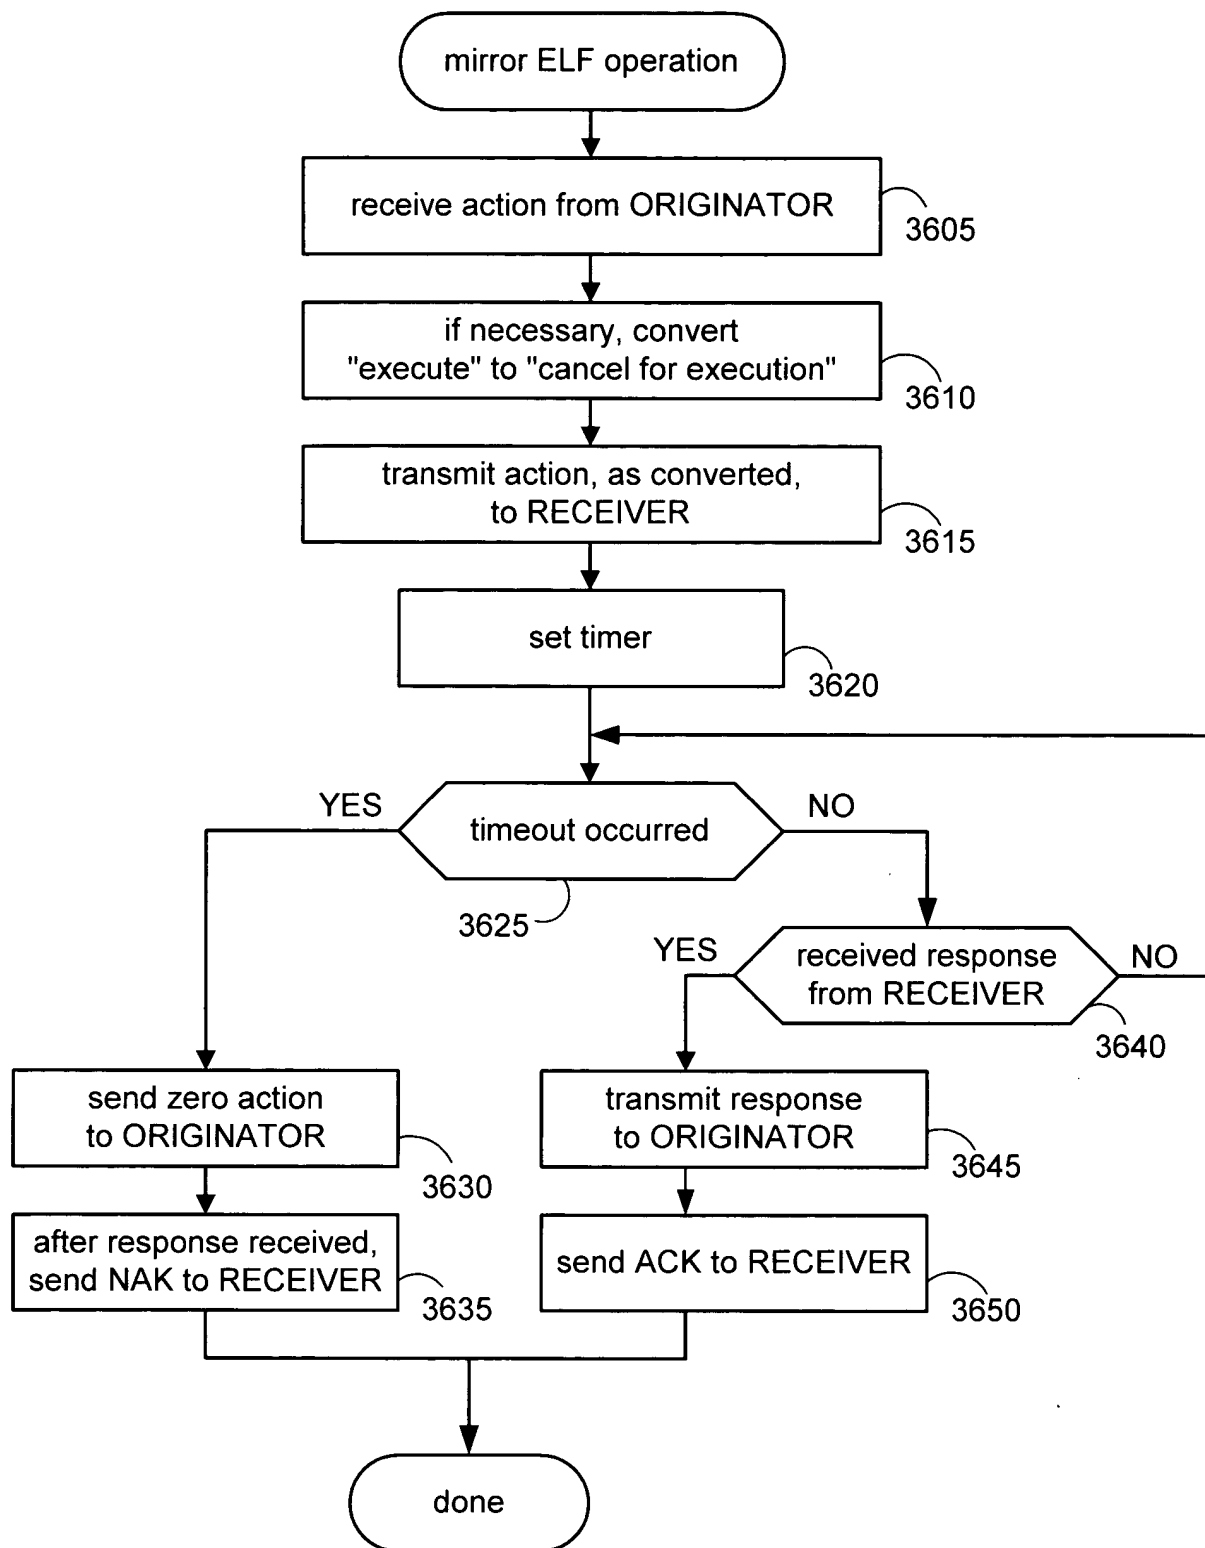 mirror ELF operation
receive action from ORIGINATOR
3605
if necessary, convert
"execute" to "cancel for execution"
3610
transmit action, as converted,
to RECEIVER
3615
set timer
3620
YES
timeout occurred
NO
3625
YES
received response
from RECEIVER
NO
3640
send zero action
to ORIGINATOR
3630
transmit response
to ORIGINATOR
3645
after response received,
send NAK to RECEIVER
3635
send ACK to RECEIVER
3650
done